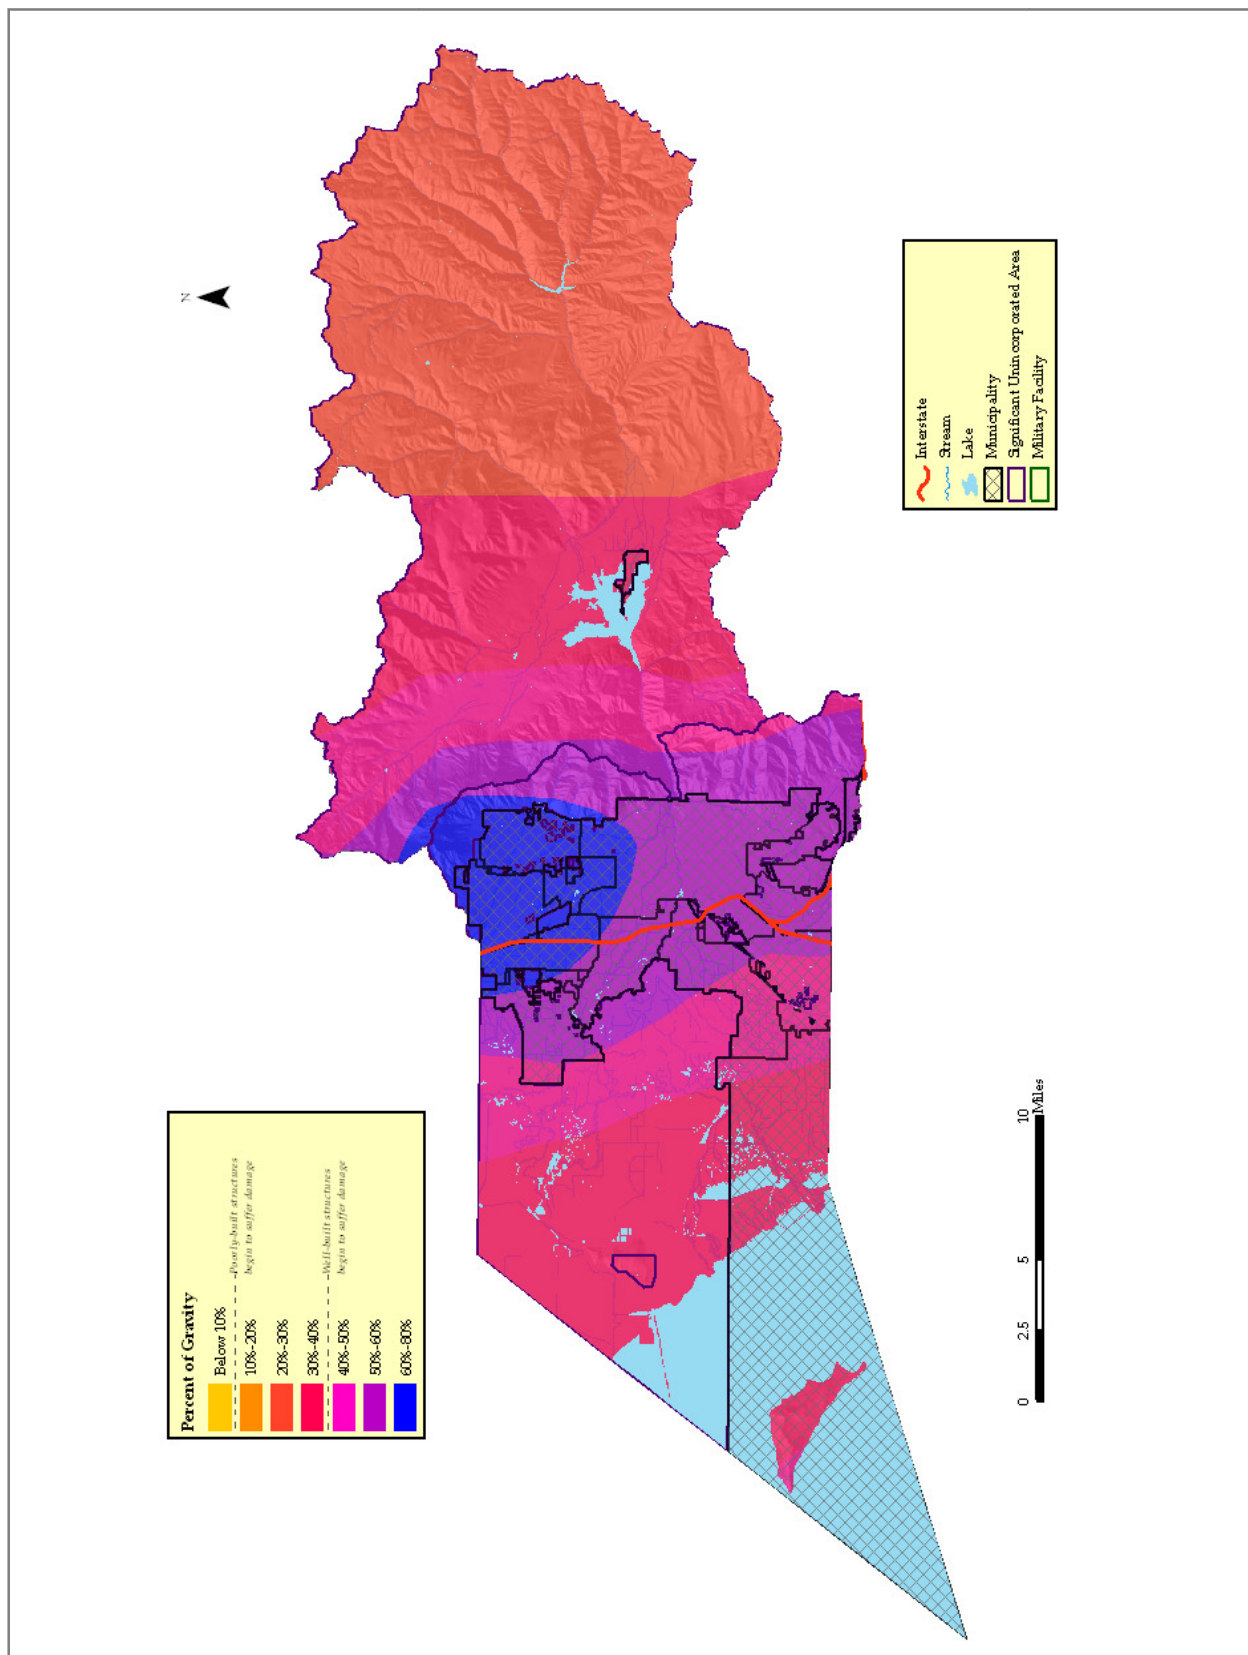 N
Percent of Gravity
Below 10%
Poorly-built structures
begin to suffer damage
10%-20%
20%-30%
30%-40%
Well-built structures
begin to suffer damage
40%-50%
50%-60%
60%-80%
Interstate
Stream
Lake
Municipality
Significant Unincorporated Area
Military Facility
0 2.5 5 10
Miles